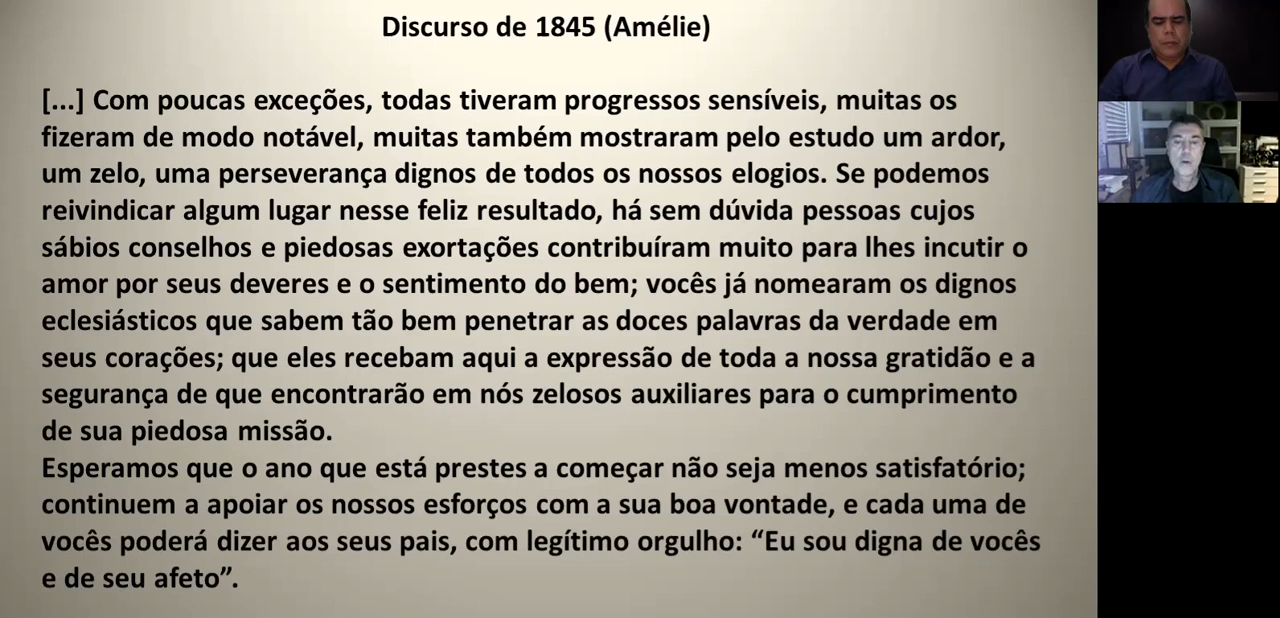 Discurso de 1845 (Amélie)
[...] Com poucas exceções, todas tiveram progressos sensíveis, muitas os
fizeram de modo notável, muitas também mostraram pelo estudo um ardor,
um zelo, uma perseverança dignos de todos os nossos elogios. Se podemos
reivindicar algum lugar nesse feliz resultado, há sem dúvida pessoas cujos
sábios conselhos e piedosas exortações contribuíram muito para lhes incutir o
amor por seus deveres e o sentimento do bem; vocês já nomearam os dignos
eclesiásticos que sabem tão bem penetrar as doces palavras da verdade em
seus corações; que eles recebam aqui a expressão de toda a nossa gratidão e a
segurança de que encontrarão em nós zelosos auxiliares para o cumprimento
de sua piedosa missão.
Esperamos que o ano que está prestes a começar não seja menos satisfatório;
continuem a apoiar os nossos esforços com a sua boa vontade, e cada uma de
vocês poderá dizer aos seus pais, com legítimo orgulho: “Eu sou digna de vocês
e de seu afeto”.